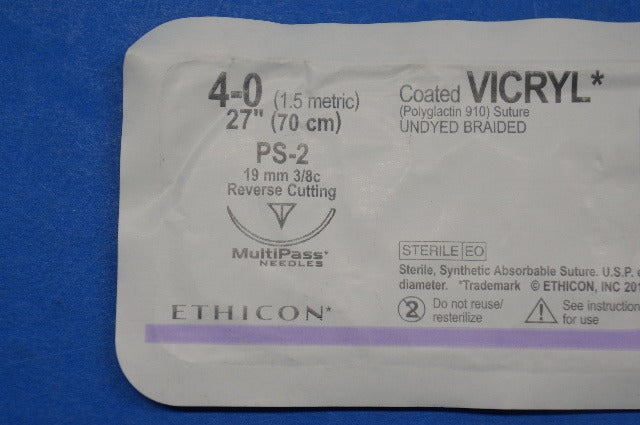 4-0 (1.5 metric)
27" (70 cm)
PS-2
19 mm 3/8c
Reverse Cutting
MultiPass*
NEEDLES
ETHICON*
Coated VICRYL*
(Polyglactin 910) Suture
UNDYED BRAIDED
STERILE EO
Sterile, Synthetic Absorbable Suture. U.S.P.
diameter. *Trademark © ETHICON, INC 201
2 Do not reuse/
resterilize
See instruction
for use